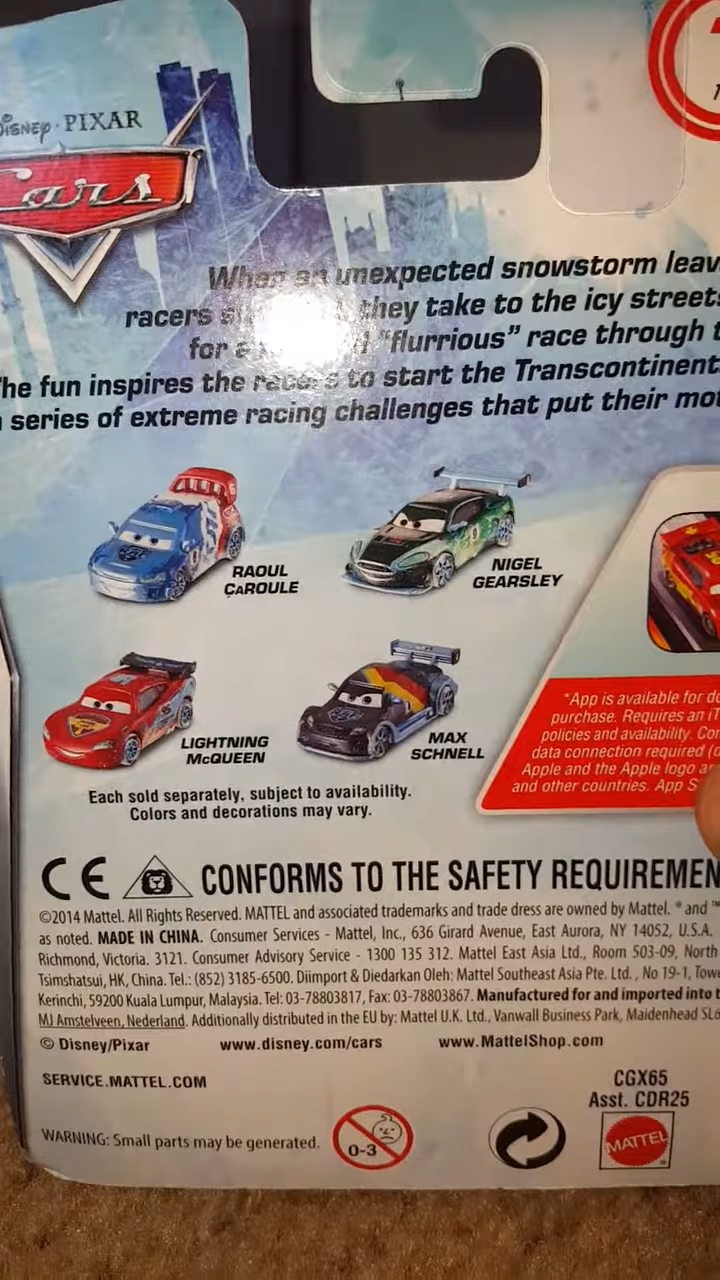 DISNEY · PIXAR
Cars
When an unexpected snowstorm leav
racers they take to the icy streets
for a "flurrious" race through t
he fun inspires the racers to start the Transcontinent
series of extreme racing challenges that put their mot
RAOUL
ÇAROULE
NIGEL
GEARSLEY
LIGHTNING
McQUEEN
MAX
SCHNELL
*App is available for do
purchase. Requires an iT
policies and availability. Con
data connection required (d
Apple and the Apple logo ar
and other countries. App S
Each sold separately, subject to availability.
Colors and decorations may vary.
CE CONFORMS TO THE SAFETY REQUIREMEN
©2014 Mattel. All Rights Reserved. MATTEL and associated trademarks and trade dress are owned by Mattel. ® and ™
as noted. MADE IN CHINA. Consumer Services - Mattel, Inc., 636 Girard Avenue, East Aurora, NY 14052, U.S.A.
Richmond, Victoria. 3121. Consumer Advisory Service - 1300 135 312. Mattel East Asia Ltd., Room 503-09, North
Tsimshatsui, HK, China. Tel.: (852) 3185-6500. Diimport & Diedarkan Oleh: Mattel Southeast Asia Pte. Ltd., No 19-1, Towe
Kerinchi, 59200 Kuala Lumpur, Malaysia. Tel: 03-78803817, Fax: 03-78803867. Manufactured for and imported into t
MJ Amstelveen, Nederland. Additionally distributed in the EU by: Mattel U.K. Ltd., Vanwall Business Park, Maidenhead SL6
© Disney/Pixar www.disney.com/cars www.MattelShop.com
SERVICE.MATTEL.COM
CGX65
Asst. CDR25
WARNING: Small parts may be generated.
0-3
MATTEL